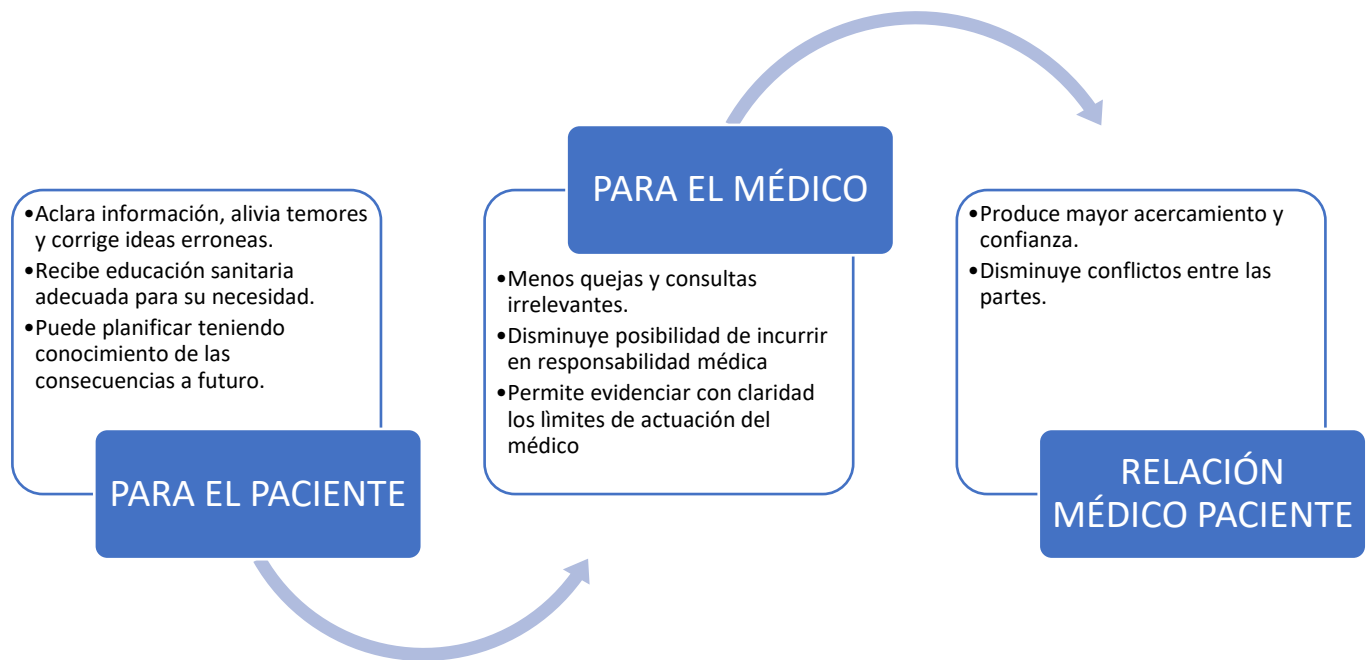 •Aclara información, alivia temores
y corrige ideas erroneas.
•Recibe educación sanitaria
adecuada para su necesidad.
•Puede planificar teniendo
conocimiento de las
consecuencias a futuro.
PARA EL PACIENTE
PARA EL MÉDICO
•Menos quejas y consultas
irrelevantes.
•Disminuye posibilidad de incurrir
en responsabilidad médica
•Permite evidenciar con claridad
los lìmites de actuación del
médico
•Produce mayor acercamiento y
confianza.
•Disminuye conflictos entre las
partes.
RELACIÓN
MÉDICO PACIENTE